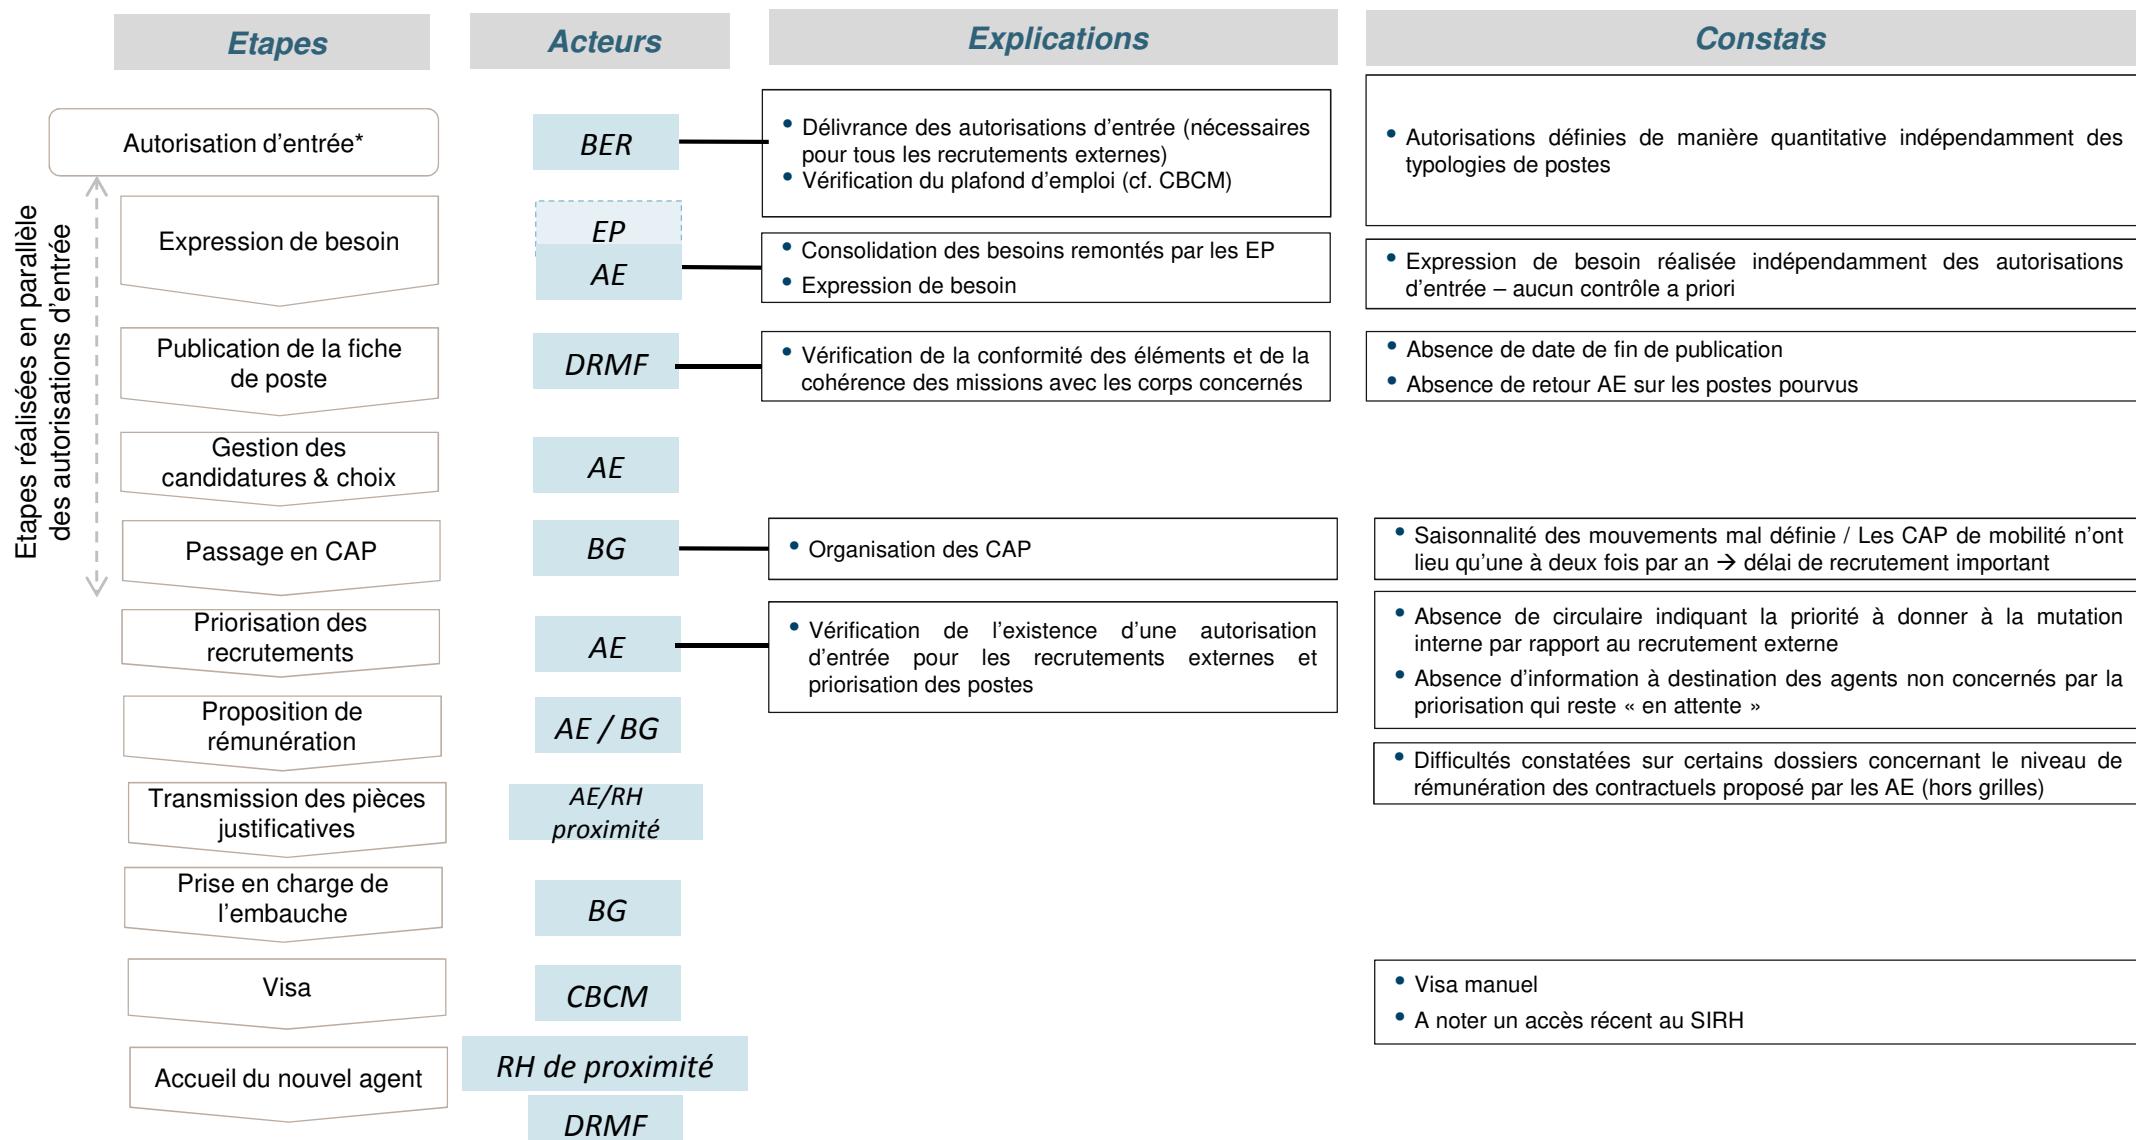 Etapes
Acteurs
Explications
Constats
Etapes réalisées en parallèle
des autorisations d'entrée
Autorisation d'entrée*
BER
• Délivrance des autorisations d'entrée (nécessaires
pour tous les recrutements externes)
• Vérification du plafond d'emploi (cf. CBCM)
• Autorisations définies de manière quantitative indépendamment des
typologies de postes
Expression de besoin
EP
AE
• Consolidation des besoins remontés par les EP
• Expression de besoin
• Expression de besoin réalisée indépendamment des autorisations
d'entrée – aucun contrôle a priori
Publication de la fiche
de poste
DRMF
• Vérification de la conformité des éléments et de la
cohérence des missions avec les corps concernés
• Absence de date de fin de publication
• Absence de retour AE sur les postes pourvus
Gestion des
candidatures & choix
AE
Passage en CAP
BG
• Organisation des CAP
• Saisonnalité des mouvements mal définie / Les CAP de mobilité n'ont
lieu qu'une à deux fois par an → délai de recrutement important
Priorisation des
recrutements
AE
• Vérification de l'existence d'une autorisation
d'entrée pour les recrutements externes et
priorisation des postes
• Absence de circulaire indiquant la priorité à donner à la mutation
interne par rapport au recrutement externe
• Absence d'information à destination des agents non concernés par la
priorisation qui reste « en attente »
Proposition de
rémunération
AE / BG
• Difficultés constatées sur certains dossiers concernant le niveau de
rémunération des contractuels proposé par les AE (hors grilles)
Transmission des pièces
justificatives
AE/RH
proximité
Prise en charge de
l'embauche
BG
Visa
CBCM
• Visa manuel
• A noter un accès récent au SIRH
Accueil du nouvel agent
RH de proximité
DRMF